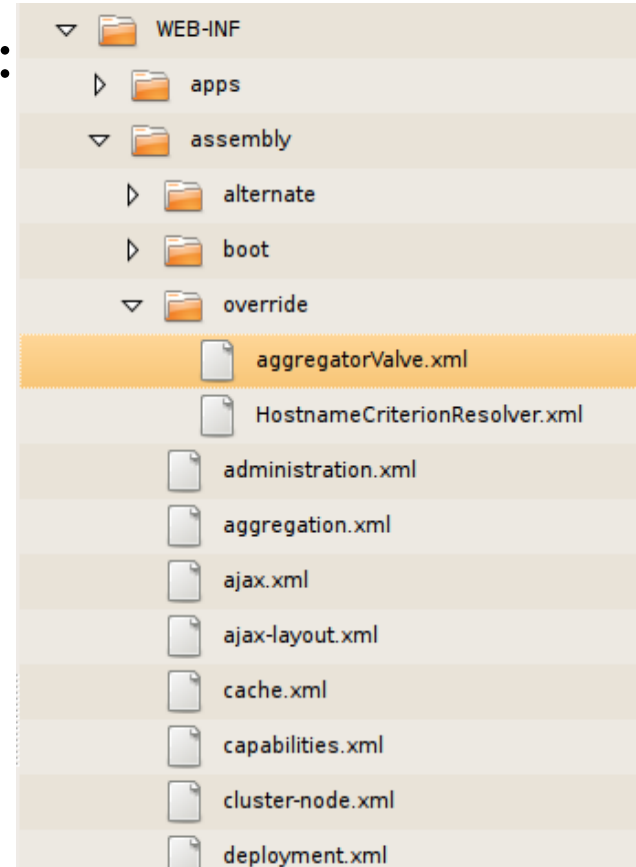 WEB-INF
apps
assembly
alternate
boot
override
aggregatorValve.xml
HostnameCriterionResolver.xml
administration.xml
aggregation.xml
ajax.xml
ajax-layout.xml
cache.xml
capabilities.xml
cluster-node.xml
deployment.xml